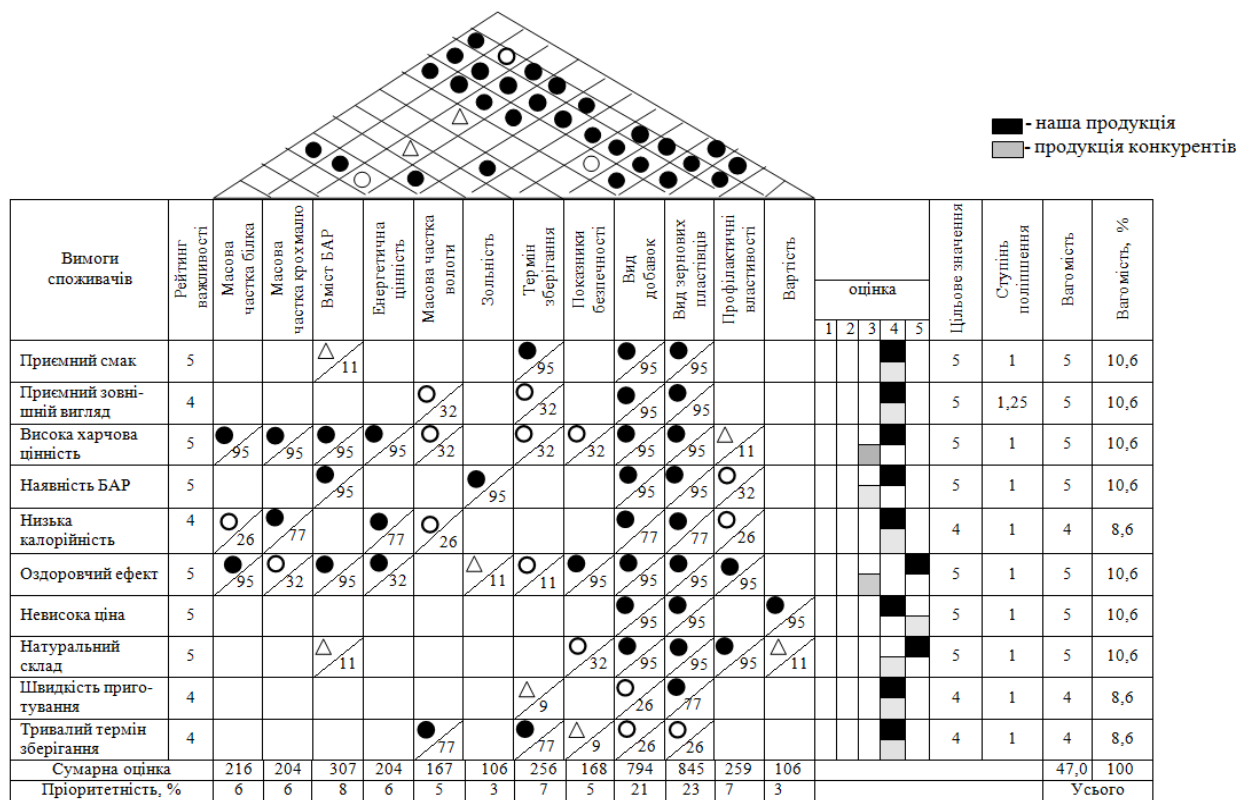 - наша продукція
- продукція конкурентів
Вимоги
споживачів
Рейтинг
важливості
Масова
частка білка
Масова
частка крохмалю
Вміст БАР
Енергетична
цінність
Масова частка
вологи
Зольність
Термін
зберігання
Показники
безпечності
Вид
добавок
Вид зернових
пластівців
Профілактичні
властивості
Вартість
оцінка
1 2 3 4 5
Цільове значення
Ступінь
поліпшення
Вагомість
Вагомість, %
Приємний смак 5 11 95 95 95 5 1 5 10,6
Приємний зовні-
шній вигляд 4 32 32 95 95 5 1,25 5 10,6
Висока харчова
цінність 5 95 95 95 95 32 32 32 95 95 11 5 1 5 10,6
Наявність БАР 5 95 95 95 95 32 5 1 5 10,6
Низька
калорійність 4 26 77 77 26 77 77 26 4 1 4 8,6
Оздоровчий ефект 5 95 32 95 32 11 11 95 95 95 95 5 1 5 10,6
Невисока ціна 5 95 95 95 5 1 5 10,6
Натуральний
склад 5 11 32 95 95 95 11 5 1 5 10,6
Швидкість приго-
тування 4 9 26 77 4 1 4 8,6
Тривалий термін
зберігання 4 77 77 9 26 26 4 1 4 8,6
Сумарна оцінка 216 204 307 204 167 106 256 168 794 845 259 106 47,0 100
Пріоритетність, % 6 6 8 6 5 3 7 5 21 23 7 3 Усього